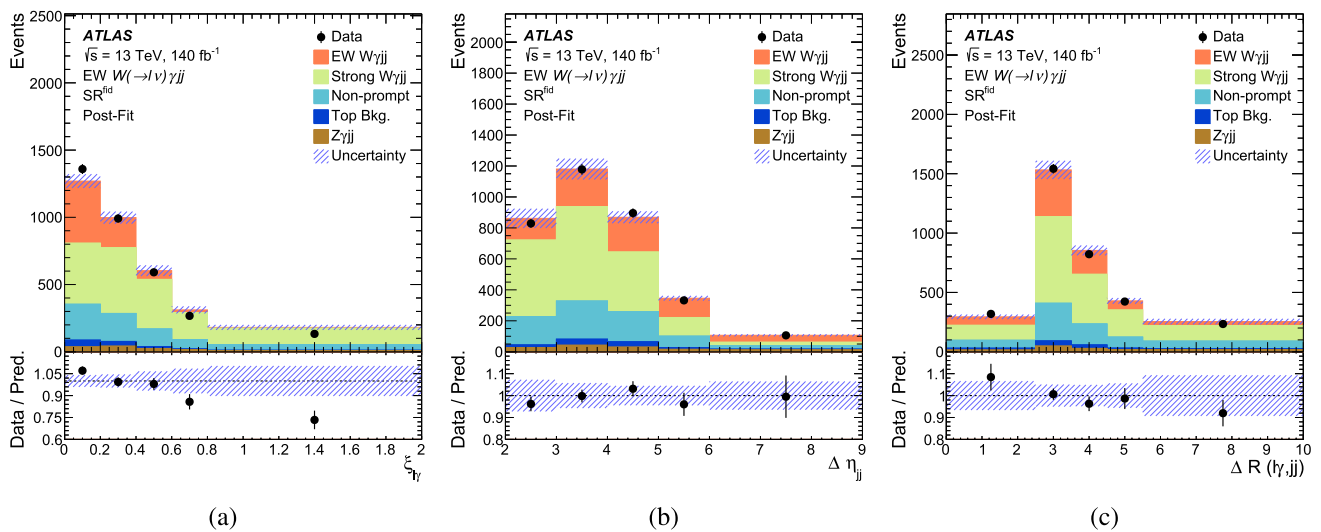 Events
2500
2000
1500
1000
500
0
ATLAS
√s = 13 TeV, 140 fb⁻¹
EW W(→lν)γjj
SRfid
Post-Fit
Data
EW Wγjj
Strong Wγjj
Non-prompt
Top Bkg.
Zγjj
Uncertainty
Data / Pred.
1.05
0.9
0.75
0.6
0 0.2 0.4 0.6 0.8 1 1.2 1.4 1.6 1.8 2
ξlγ
(a)
Events
2000
1800
1600
1400
1200
1000
800
600
400
200
0
ATLAS
√s = 13 TeV, 140 fb⁻¹
EW W(→lν)γjj
SRfid
Post-Fit
Data
EW Wγjj
Strong Wγjj
Non-prompt
Top Bkg.
Zγjj
Uncertainty
Data / Pred.
1.1
1
0.9
0.8
2 3 4 5 6 7 8 9
Δ ηjj
(b)
Events
2500
2000
1500
1000
500
0
ATLAS
√s = 13 TeV, 140 fb⁻¹
EW W(→lν)γjj
SRfid
Post-Fit
Data
EW Wγjj
Strong Wγjj
Non-prompt
Top Bkg.
Zγjj
Uncertainty
Data / Pred.
1.1
1
0.9
0.8
0 1 2 3 4 5 6 7 8 9 10
Δ R (lγ,jj)
(c)